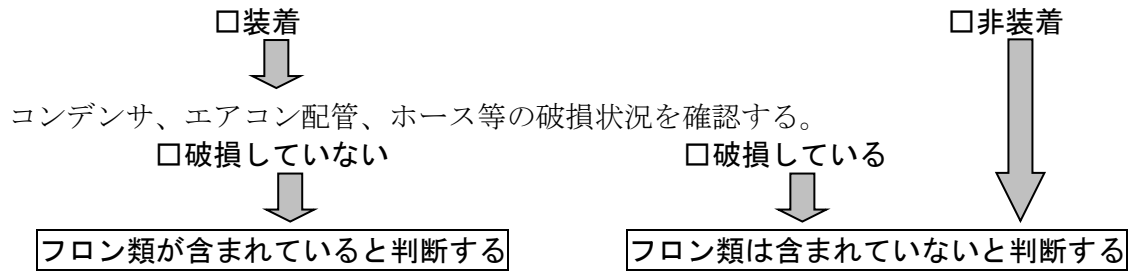 □装着 □非装着
コンデンサ、エアコン配管、ホース等の破損状況を確認する。
□破損していない □破損している
フロン類が含まれていると判断する フロン類は含まれていないと判断する